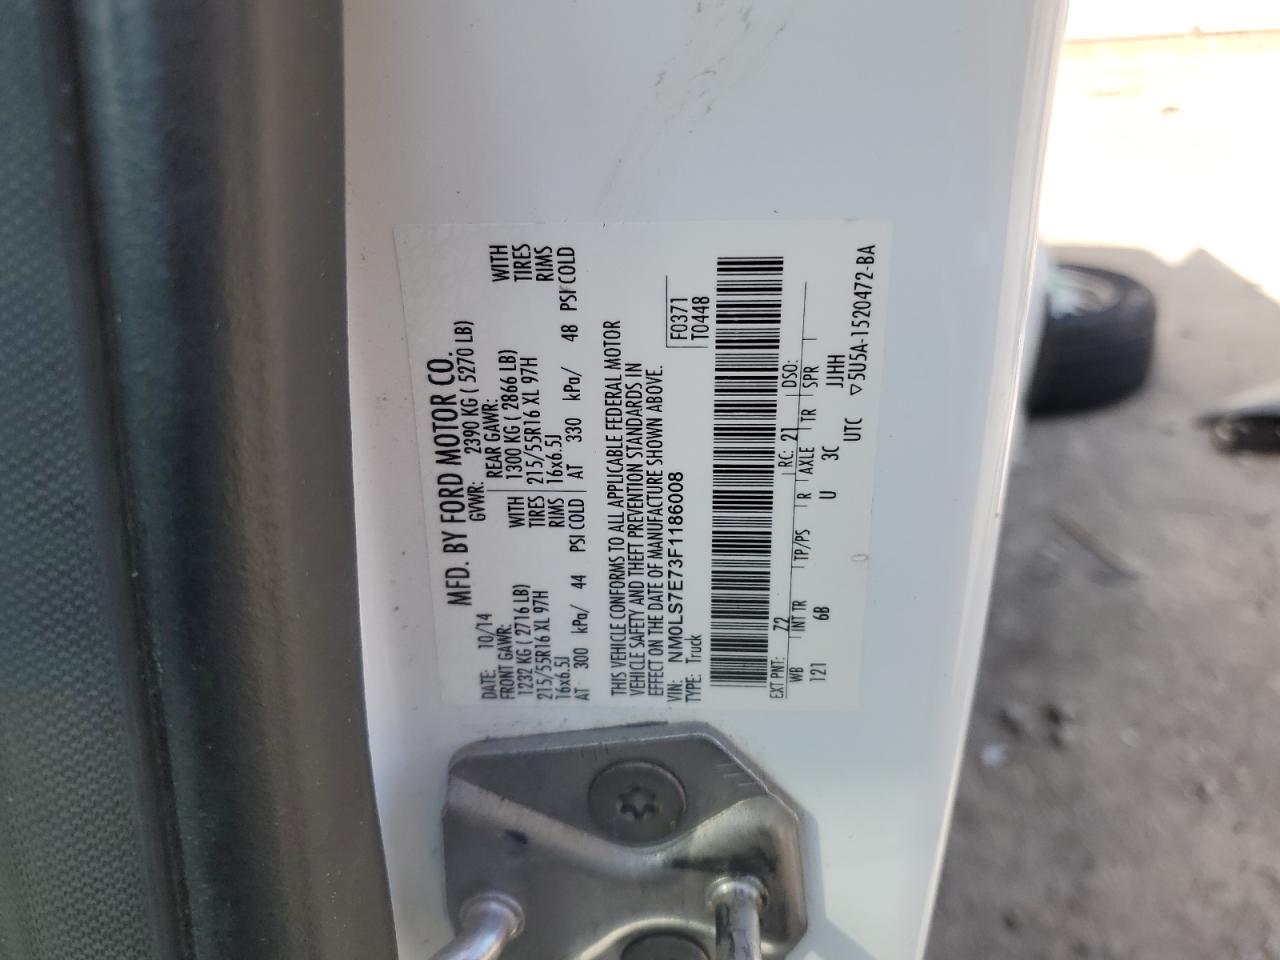 MFD. BY FORD MOTOR CO.
DATE: 10/14 GVWR: 2390 KG ( 5270 LB)
FRONT GAWR: REAR GAWR:
1232 KG ( 2716 LB) WITH 1300 KG ( 2866 LB) WITH
215/55R16 XL 97H TIRES 215/55R16 XL 97H TIRES
16x6.5J RIMS 16x6.5J RIMS
AT 300 kPa/ 44 PSI COLD AT 330 kPa/ 48 PSI COLD
THIS VEHICLE CONFORMS TO ALL APPLICABLE FEDERAL MOTOR
VEHICLE SAFETY AND THEFT PREVENTION STANDARDS IN
EFFECT ON THE DATE OF MANUFACTURE SHOWN ABOVE.
VIN: NM0LS7E73F1186008 F0371
TYPE: Truck T0448
EXT PNT: 7Z RC: 21 DSO:
WB INT TR TP/PS R AXLE TR SPR
121 6B U 3C JJHH
UTC ▽5U5A-1520472-BA